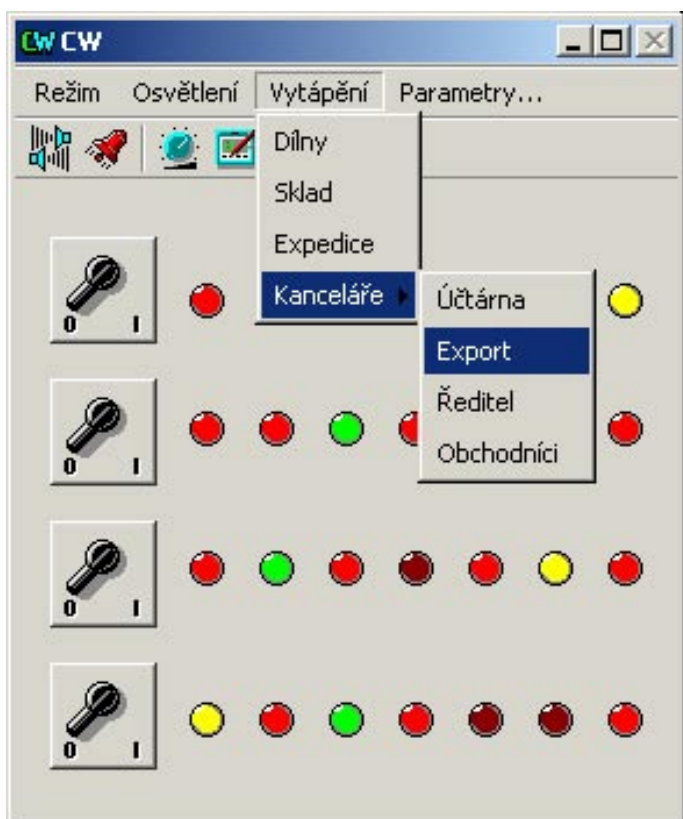 CW CW
Režim Osvětlení Vytápění Parametry...
Dílny
Sklad
Expedice
Kanceláře
Účtárna
Export
Ředitel
Obchodníci
0 I
0 I
0 I
0 I